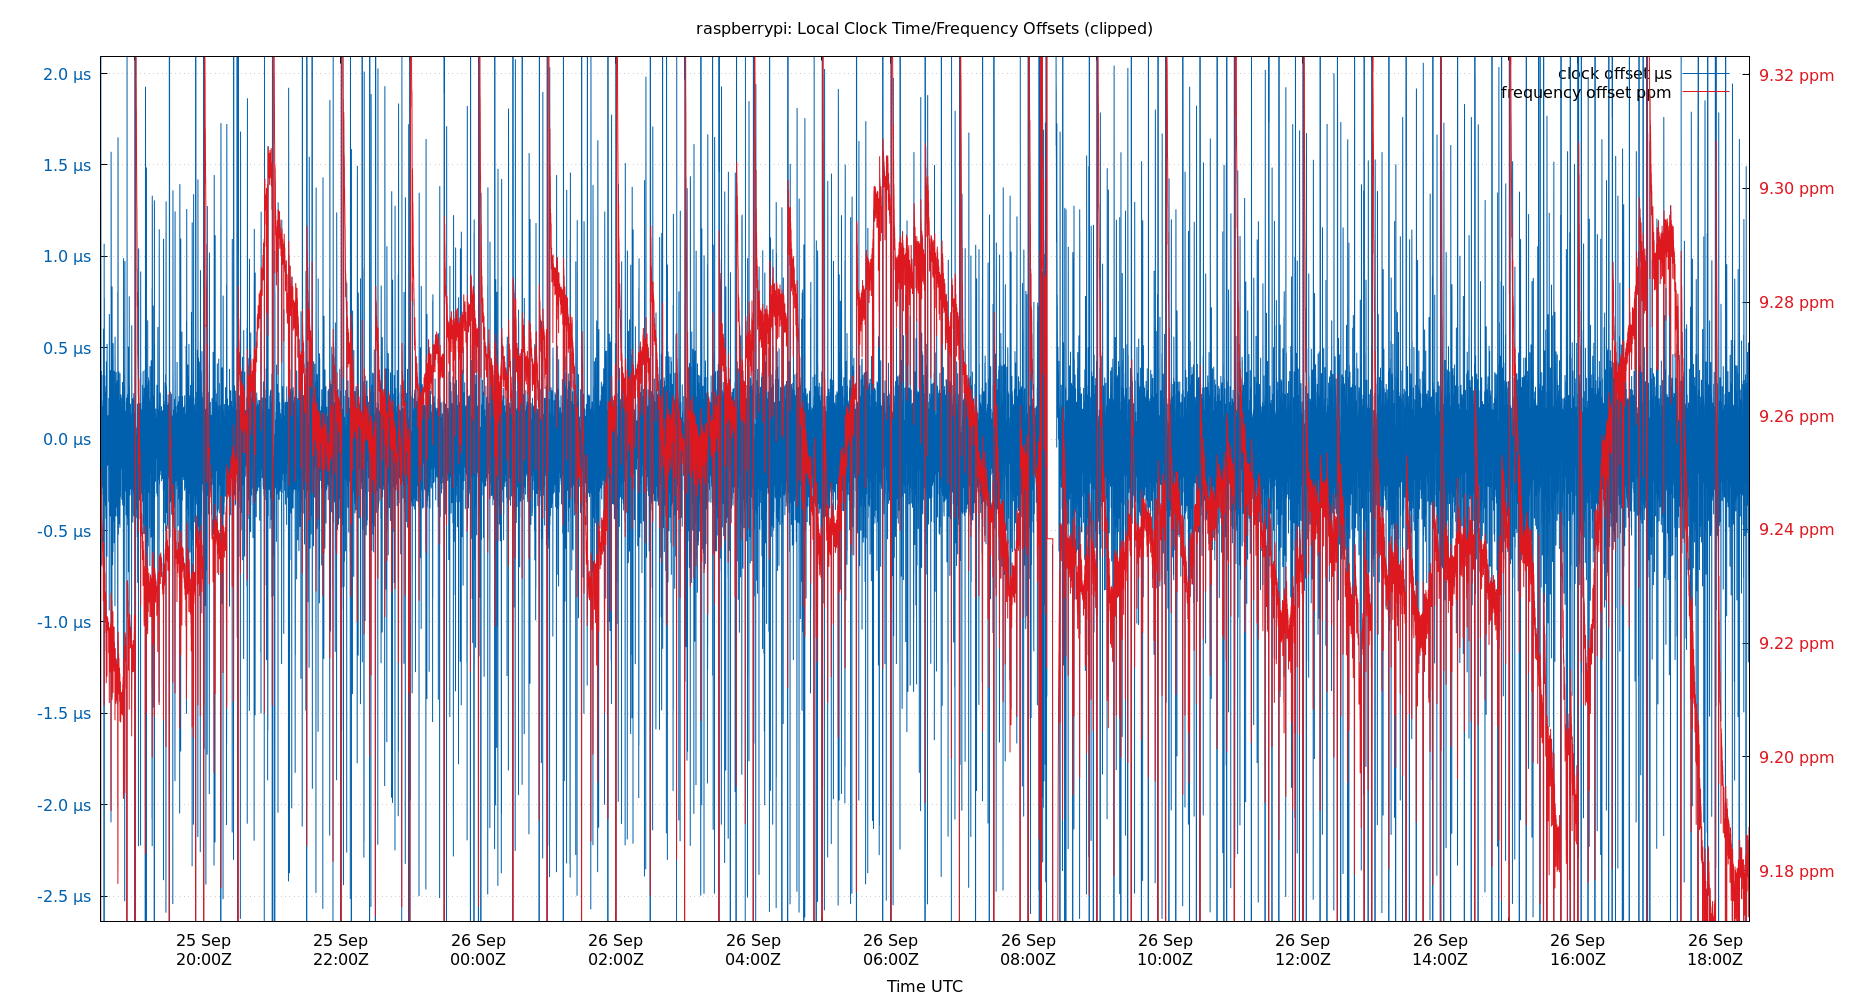 raspberrypi: Local Clock Time/Frequency Offsets (clipped)
clock offset µs
frequency offset ppm
2.0 µs
1.5 µs
1.0 µs
0.5 µs
0.0 µs
-0.5 µs
-1.0 µs
-1.5 µs
-2.0 µs
-2.5 µs
9.32 ppm
9.30 ppm
9.28 ppm
9.26 ppm
9.24 ppm
9.22 ppm
9.20 ppm
9.18 ppm
25 Sep 25 Sep 26 Sep 26 Sep 26 Sep 26 Sep 26 Sep 26 Sep 26 Sep 26 Sep 26 Sep 26 Sep
20:00Z 22:00Z 00:00Z 02:00Z 04:00Z 06:00Z 08:00Z 10:00Z 12:00Z 14:00Z 16:00Z 18:00Z
Time UTC